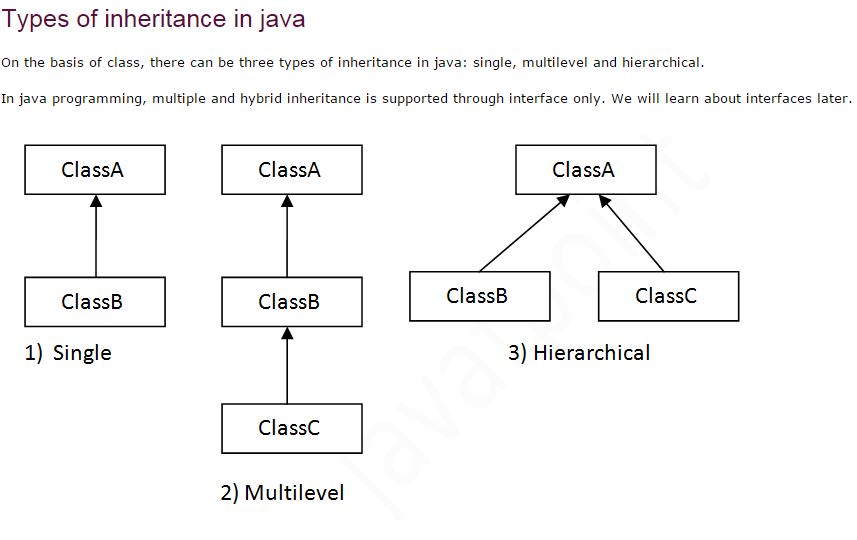 Types of inheritance in java
On the basis of class, there can be three types of inheritance in java: single, multilevel and hierarchical.
In java programming, multiple and hybrid inheritance is supported through interface only. We will learn about interfaces later.
ClassA
ClassB
1) Single
ClassA
ClassB
ClassC
2) Multilevel
ClassA
ClassB
ClassC
3) Hierarchical